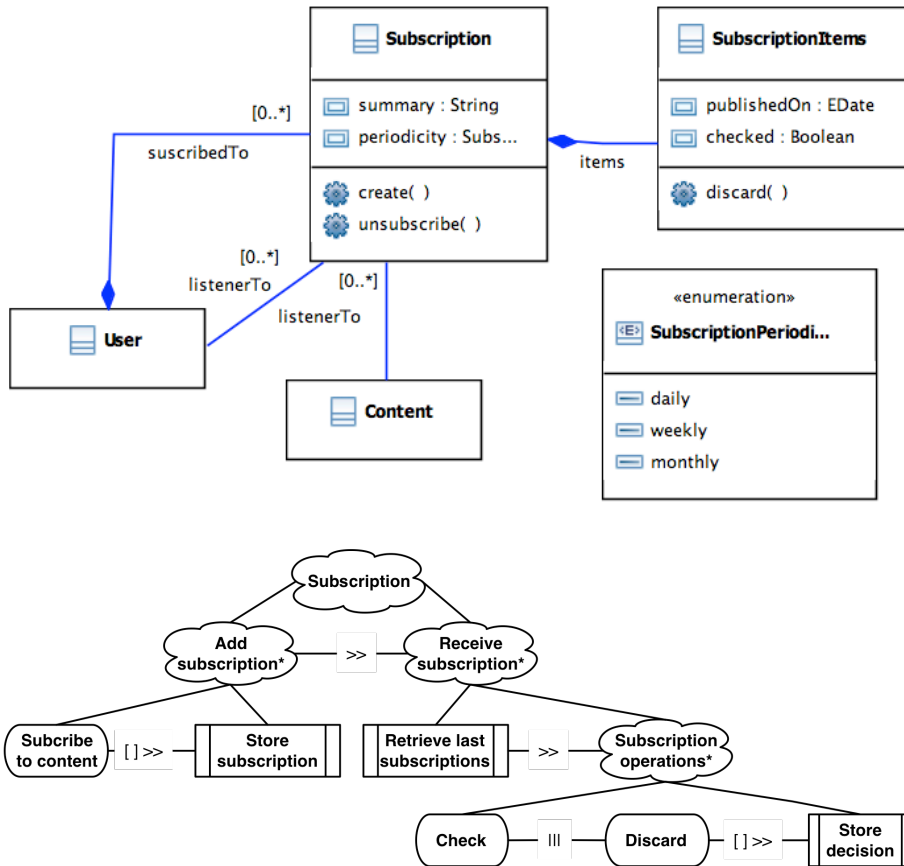 Subscription
summary : String
periodicity : Subs...
create( )
unsubscribe( )
SubscriptionItems
publishedOn : EDate
checked : Boolean
discard( )
[0..*]
suscribedTo
items
[0..*]
listenerTo
[0..*]
listenerTo
User
Content
«enumeration»
<E> SubscriptionPeriodi...
daily
weekly
monthly
Subscription
Add
subscription*
>>
Receive
subscription*
Subcribe
to content
[ ] >>
Store
subscription
Retrieve last
subscriptions
>>
Subscription
operations*
Check
III
Discard
[ ] >>
Store
decision